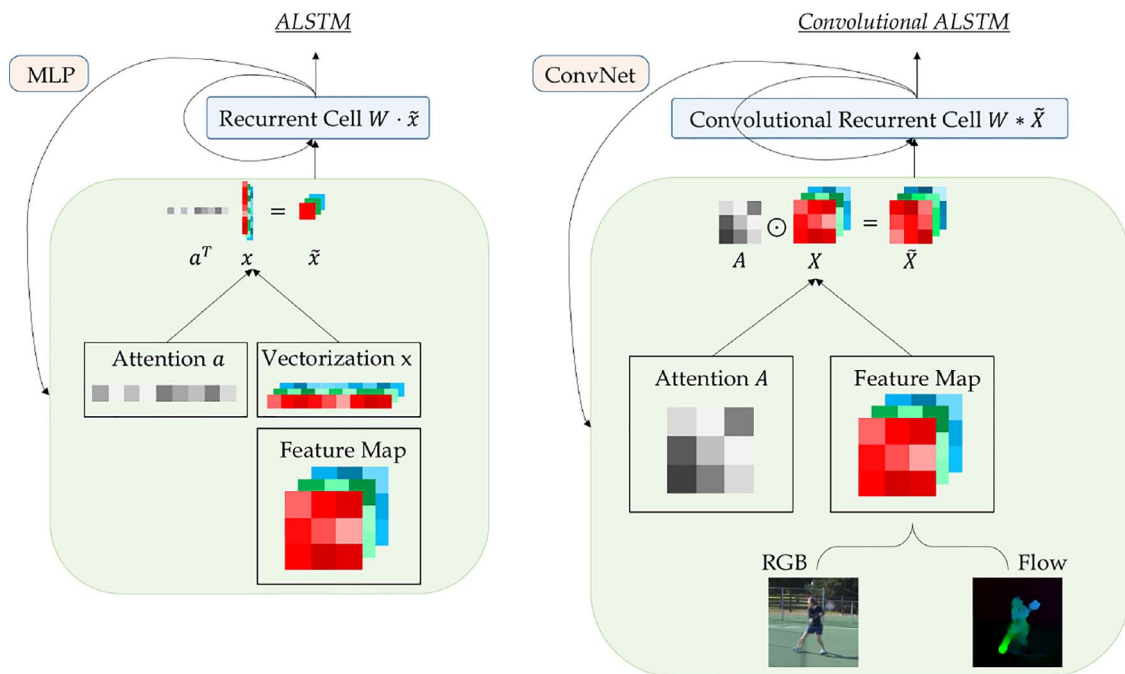 ALSTM
MLP
Recurrent Cell W · x̃
=
a^T x x̃
Attention a
Vectorization x
Feature Map
Convolutional ALSTM
ConvNet
Convolutional Recurrent Cell W ∗ X̃
⊙ =
A X X̃
Attention A
Feature Map
RGB
Flow